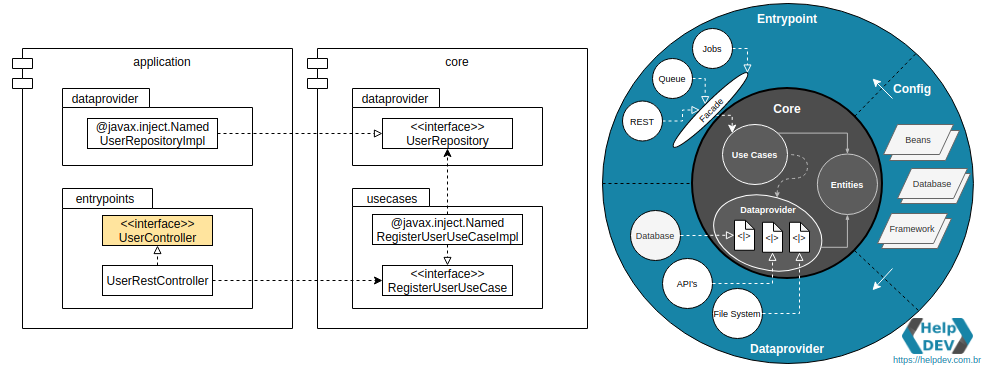 application
dataprovider
@javax.inject.Named
UserRepositoryImpl
entrypoints
<<interface>>
UserController
UserRestController
core
dataprovider
<<interface>>
UserRepository
usecases
@javax.inject.Named
RegisterUserUseCaseImpl
<<interface>>
RegisterUserUseCase
Entrypoint
Jobs
Queue
REST
Facade
Config
Core
Use Cases
Entities
Beans
Database
Framework
Dataprovider
<|>
<|>
<|>
Database
API's
File System
Dataprovider
Help
DEV
https://helpdev.com.br